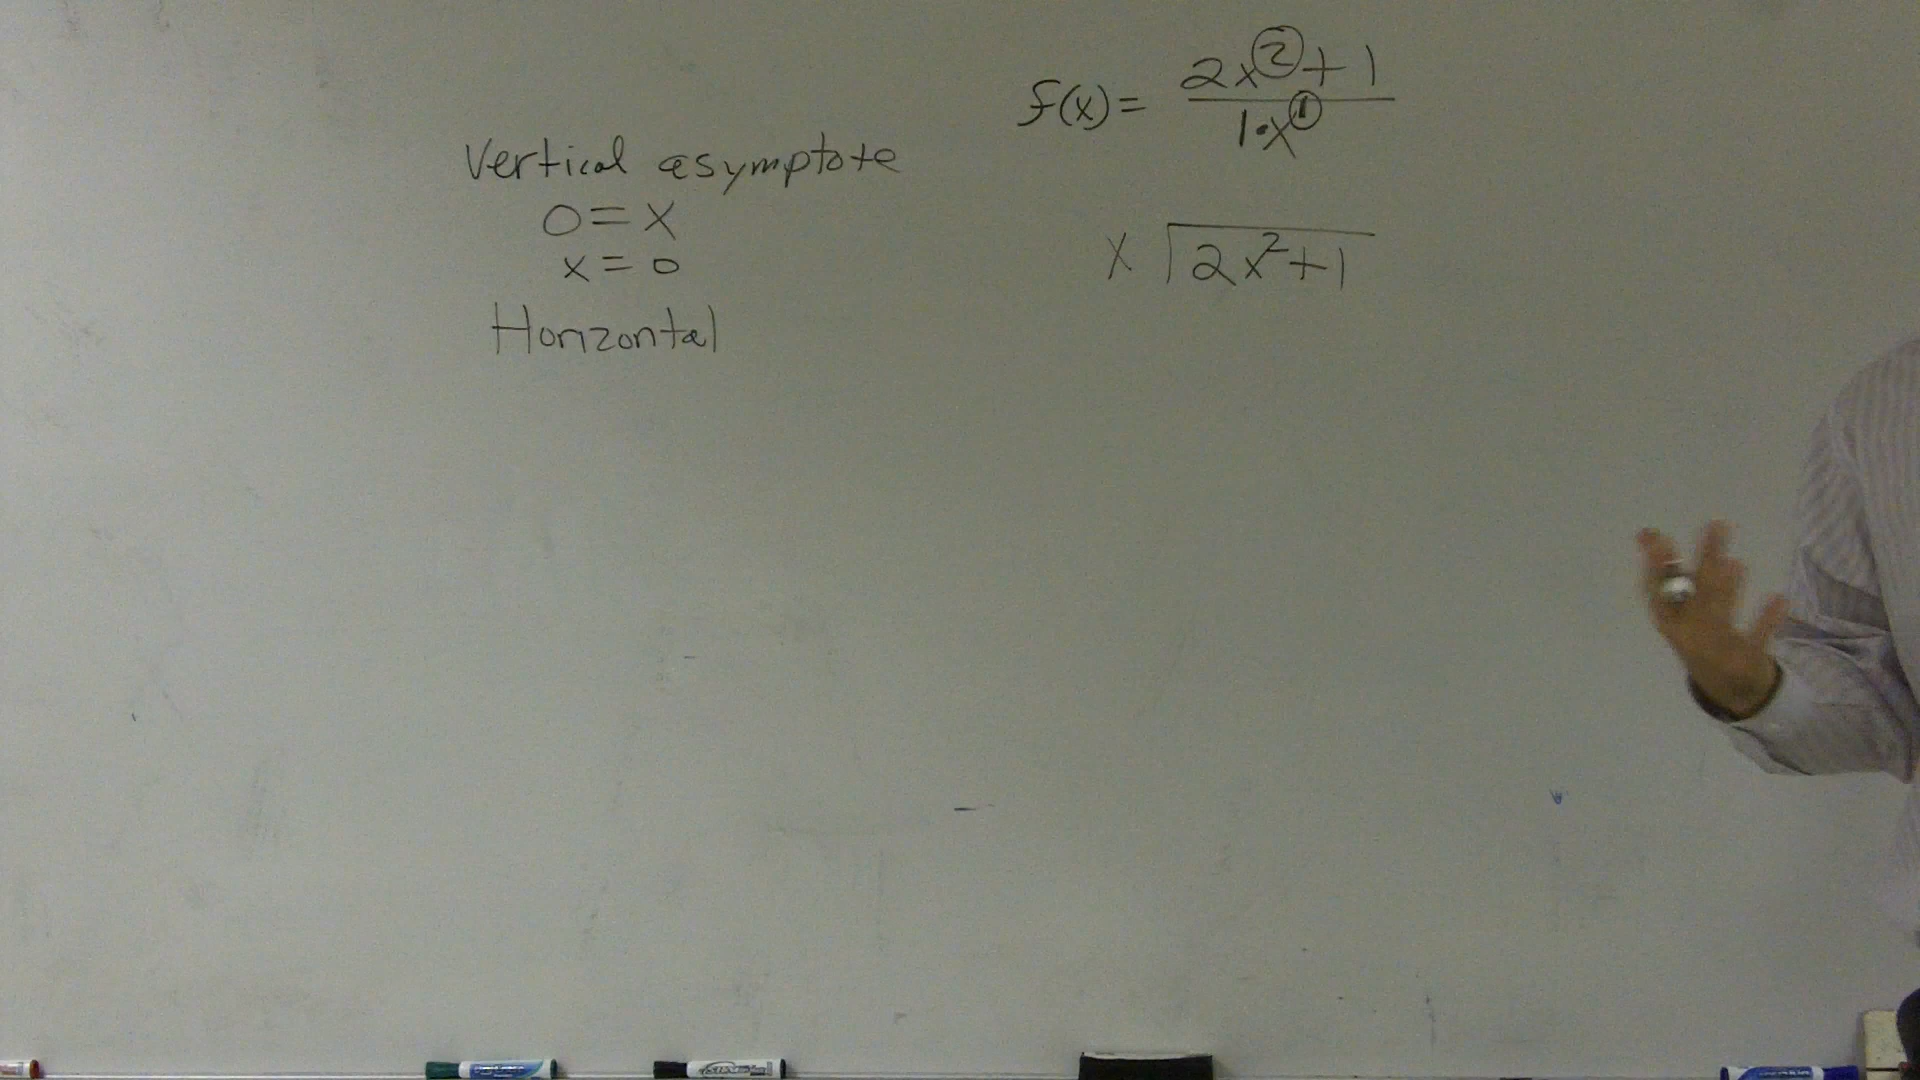 f(x) = (2x² + 1) / (1·x¹)
Vertical asymptote
0 = x
x = 0
x ⟌ 2x² + 1
Horizontal